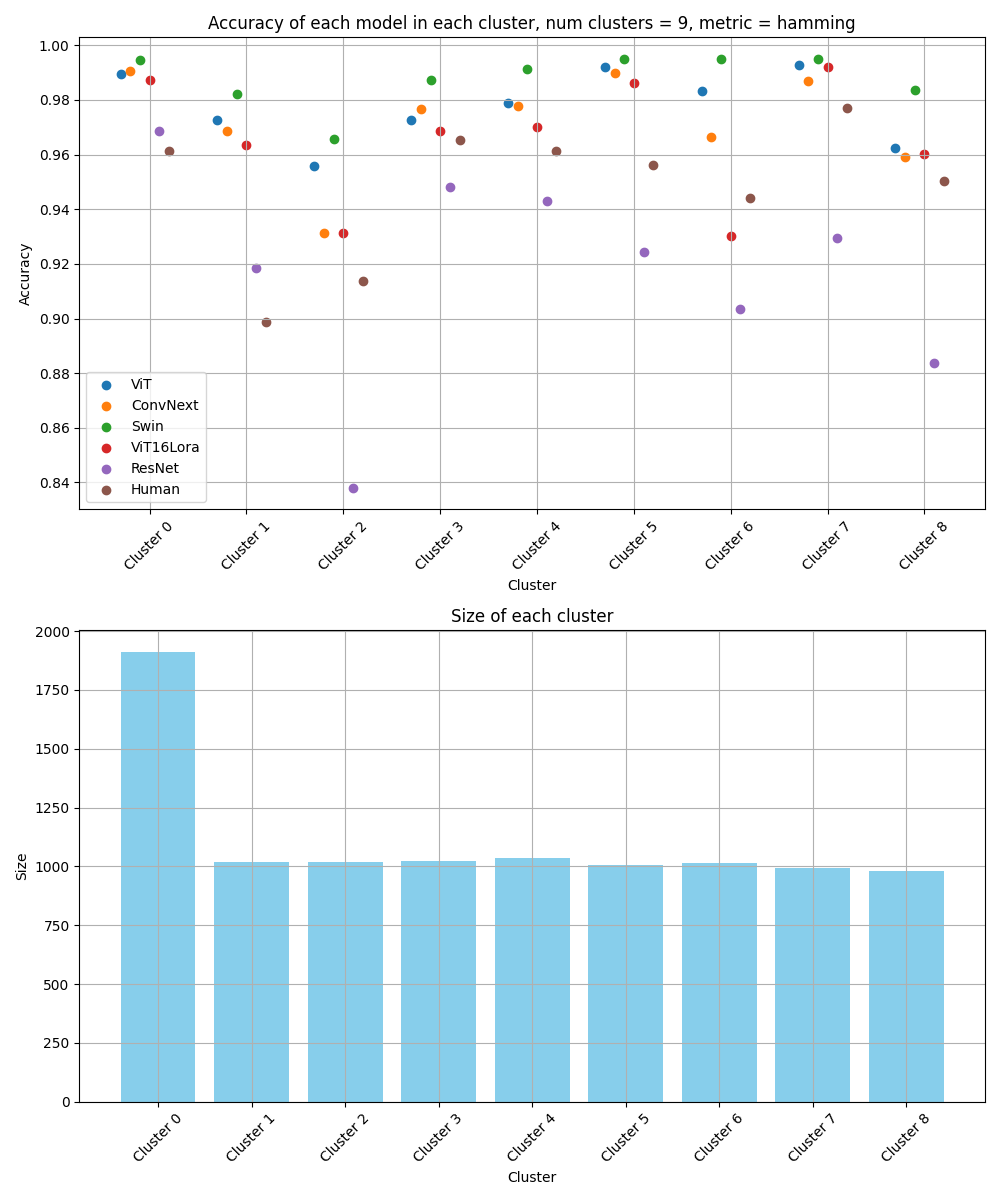 Accuracy of each model in each cluster, num clusters = 9, metric = hamming
1.00
0.98
0.96
0.94
0.92
0.90
0.88
0.86
0.84
Accuracy
ViT
ConvNext
Swin
ViT16Lora
ResNet
Human
Cluster 0
Cluster 1
Cluster 2
Cluster 3
Cluster 4
Cluster 5
Cluster 6
Cluster 7
Cluster 8
Cluster
Size of each cluster
2000
1750
1500
1250
1000
750
500
250
0
Size
Cluster 0
Cluster 1
Cluster 2
Cluster 3
Cluster 4
Cluster 5
Cluster 6
Cluster 7
Cluster 8
Cluster